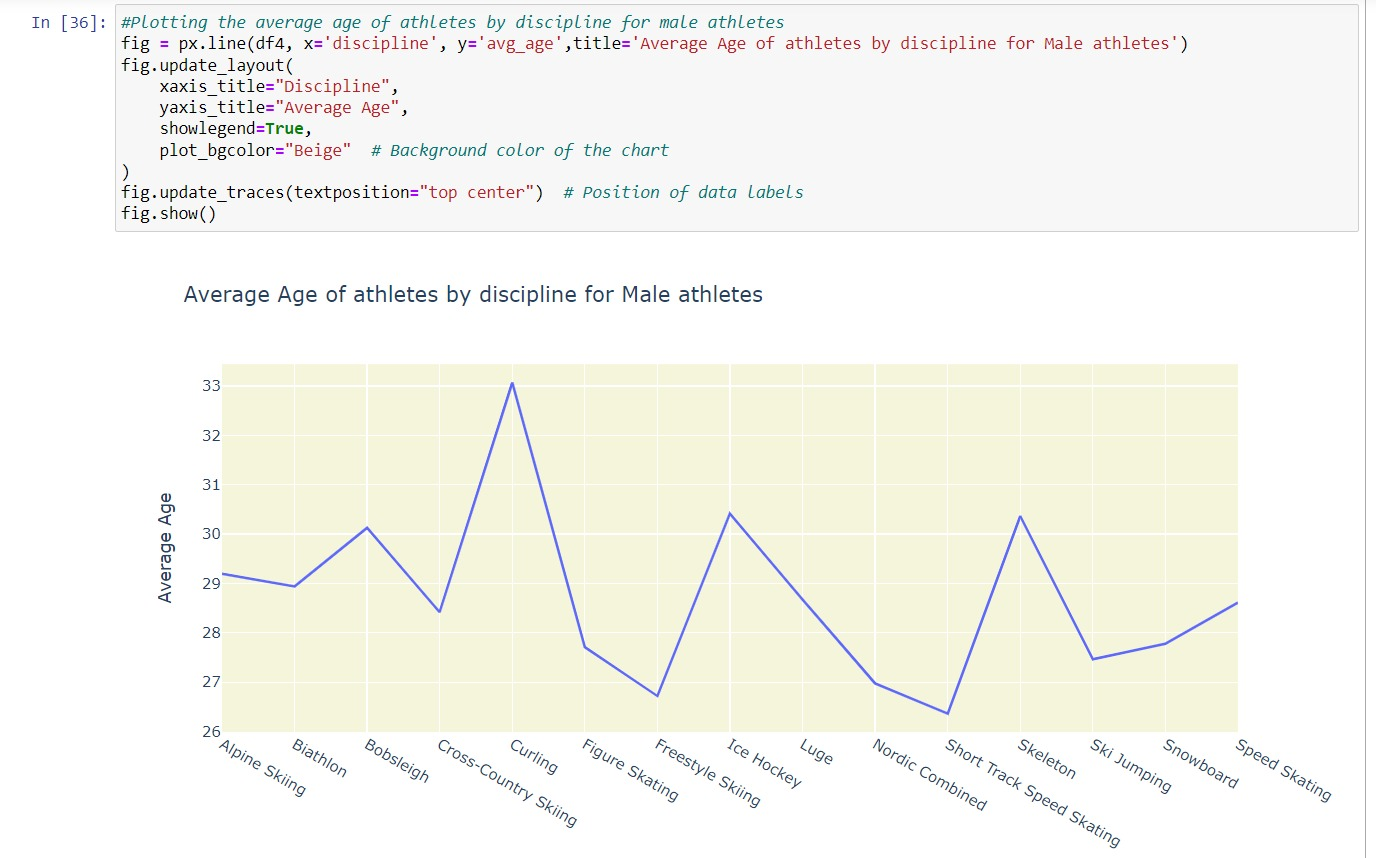 In [36]:
#Plotting the average age of athletes by discipline for male athletes
fig = px.line(df4, x='discipline', y='avg_age',title='Average Age of athletes by discipline for Male athletes')
fig.update_layout(
    xaxis_title="Discipline",
    yaxis_title="Average Age",
    showlegend=True,
    plot_bgcolor="Beige"  # Background color of the chart
)
fig.update_traces(textposition="top center")  # Position of data labels
fig.show()
Average Age of athletes by discipline for Male athletes
Average Age
33
32
31
30
29
28
27
26
Alpine Skiing
Biathlon
Bobsleigh
Cross-Country Skiing
Curling
Figure Skating
Freestyle Skiing
Ice Hockey
Luge
Nordic Combined
Short Track Speed Skating
Skeleton
Ski Jumping
Snowboard
Speed Skating